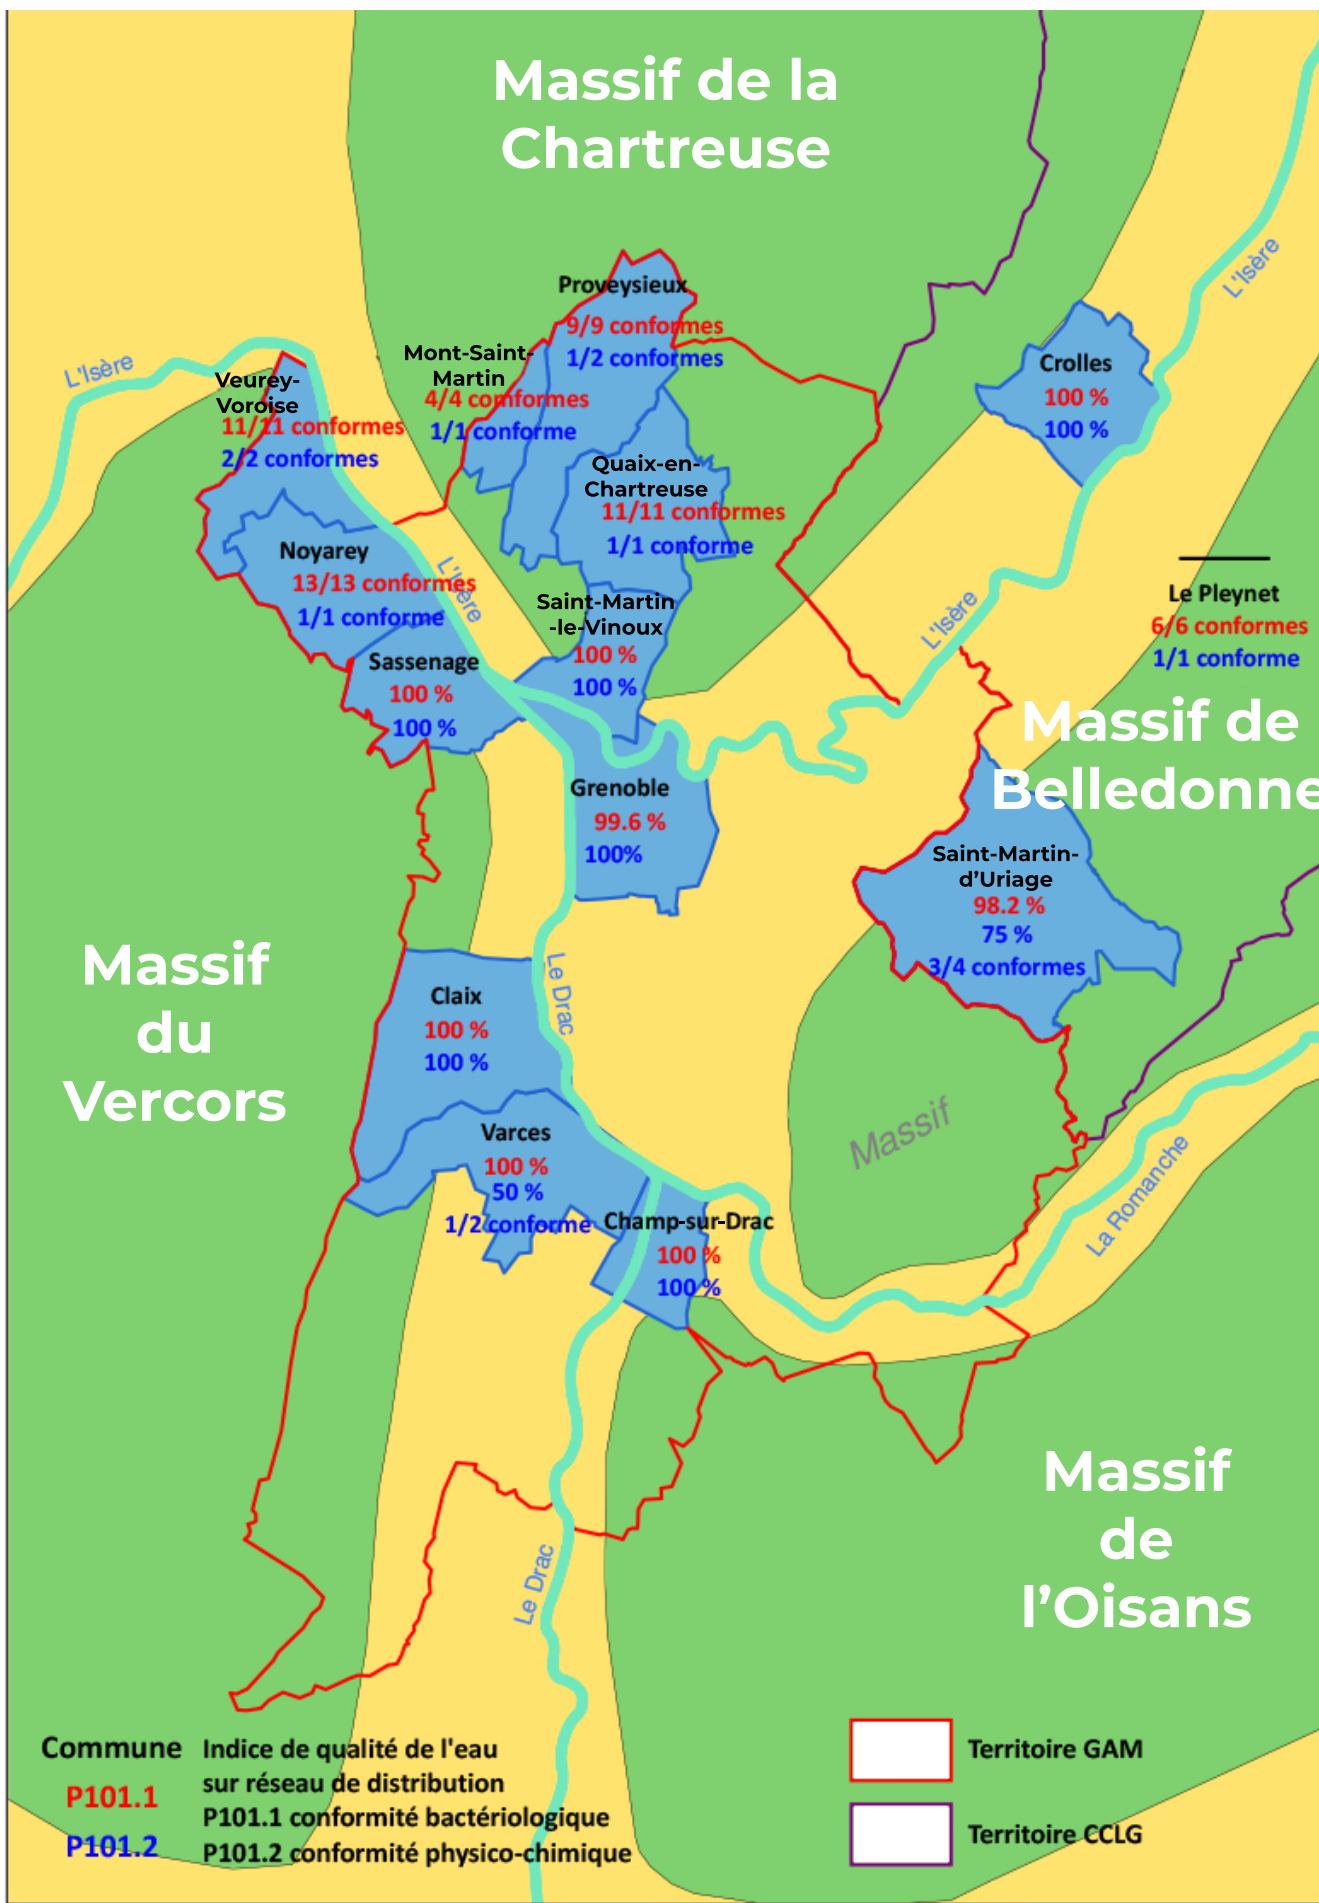 Massif de la
Chartreuse
L'Isère
Proveysieux
9/9 conformes
1/2 conformes
Mont-Saint-
Martin
4/4 comformes
1/1 conforme
Crolles
100 %
100 %
L'Isère
Veurey-
Voroise
11/11 conformes
2/2 conformes
Quaix-en-
Chartreuse
11/11 conformes
1/1 conforme
Noyarey
13/13 conformes
1/1 conforme
L'Isère
Saint-Martin
-le-Vinoux
100 %
100 %
L'Isère
Le Pleynet
6/6 conformes
1/1 conforme
Sassenage
100 %
100 %
Massif de
Belledonne
Grenoble
99.6 %
100%
Saint-Martin-
d’Uriage
98.2 %
75 %
3/4 conformes
Massif
du
Vercors
Le Drac
Claix
100 %
100 %
Massif
Varces
100 %
50 %
1/2 conforme
La Romanche
Champ-sur-Drac
100 %
100 %
Massif
de
l’Oisans
Le Drac
Commune
P101.1
P101.2
Indice de qualité de l'eau
sur réseau de distribution
P101.1 conformité bactériologique
P101.2 conformité physico-chimique
Territoire GAM
Territoire CCLG